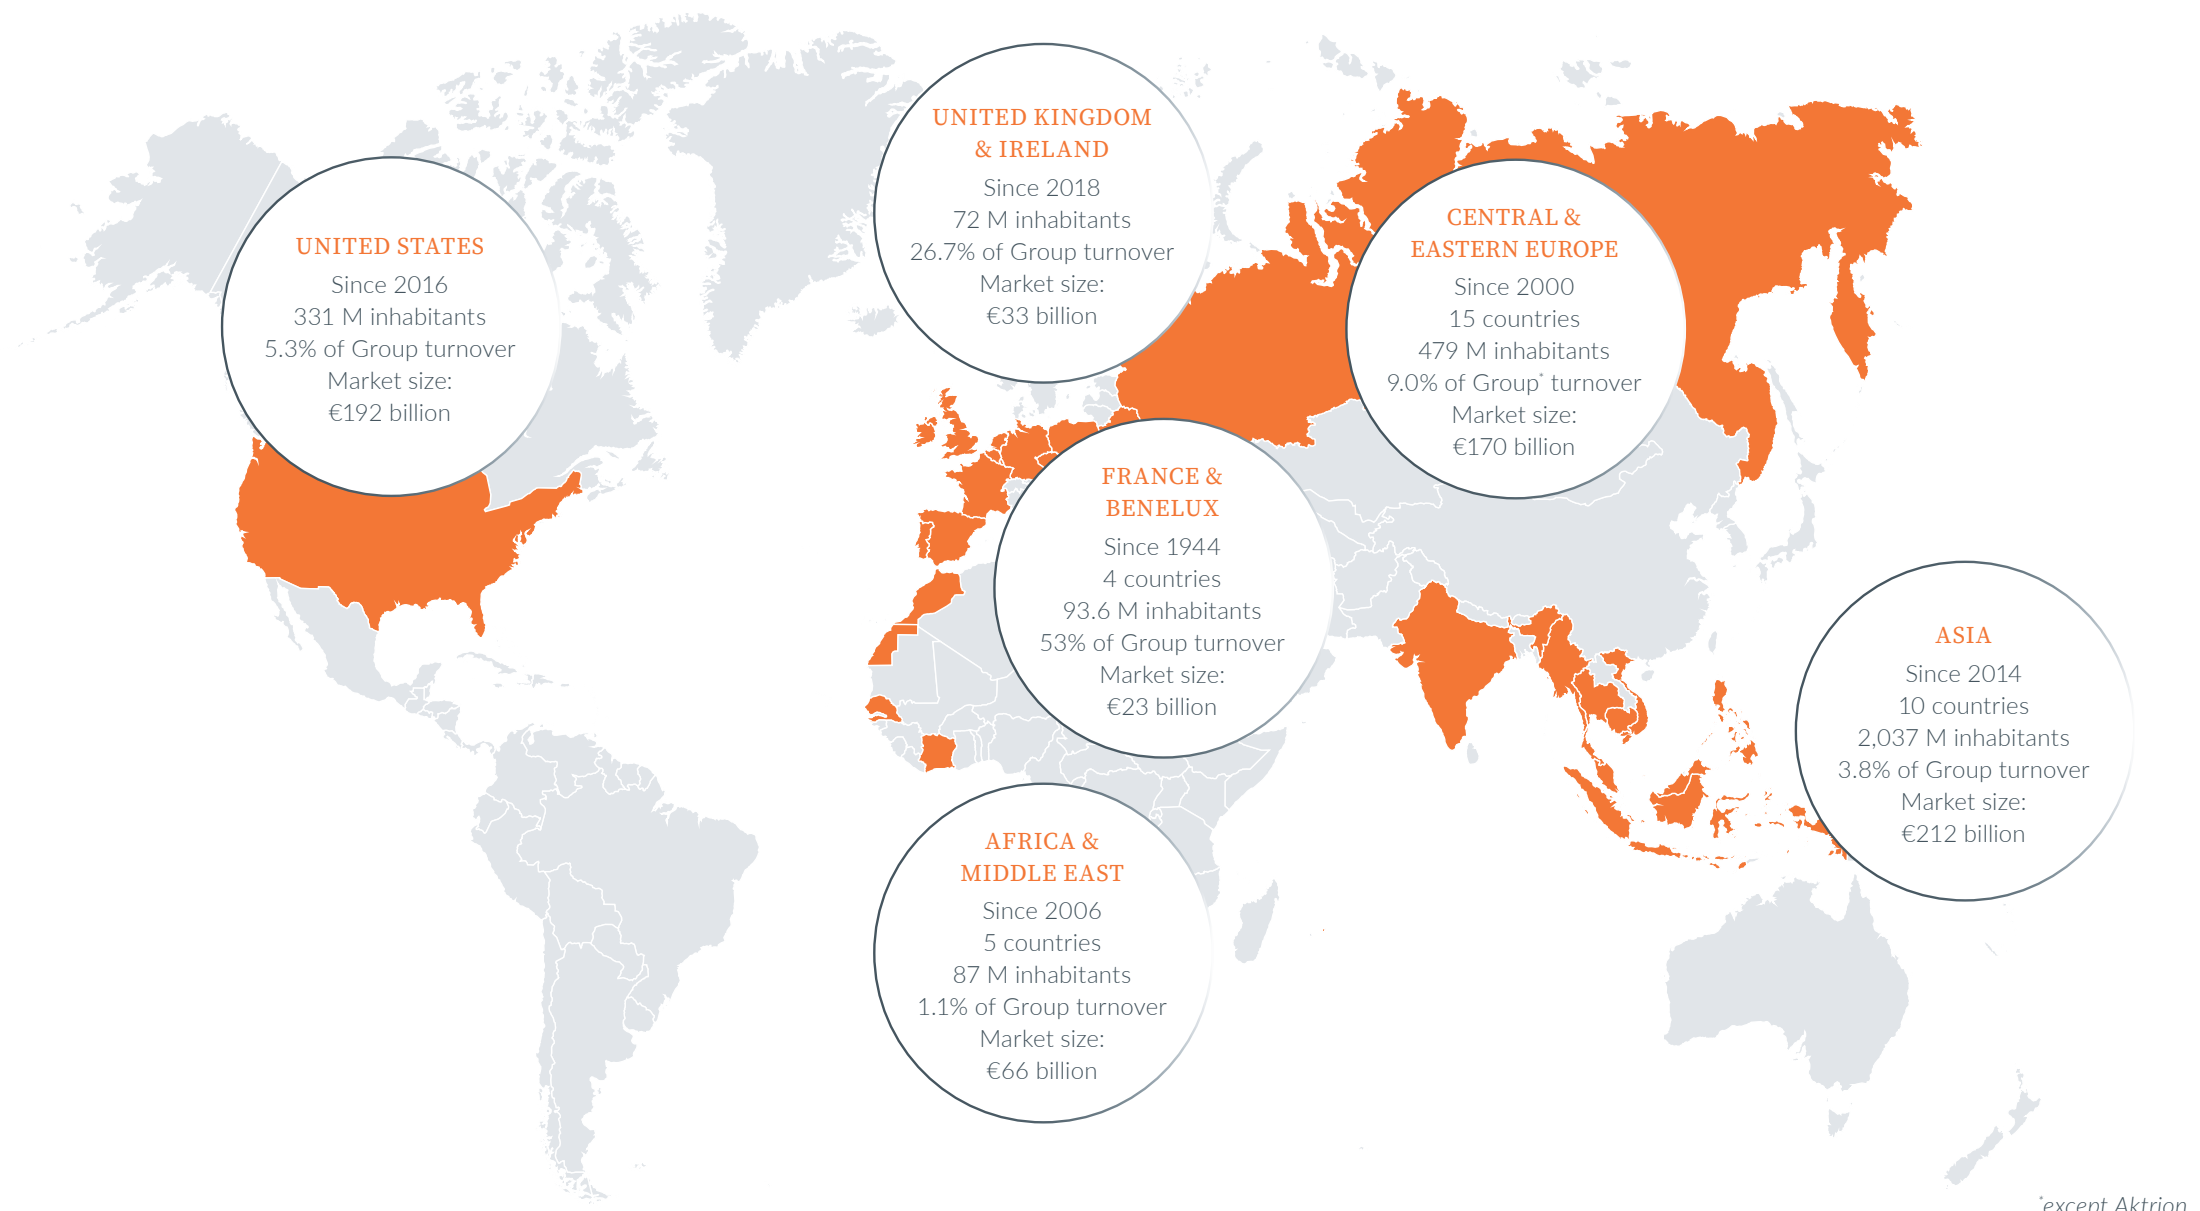 UNITED KINGDOM
& IRELAND
Since 2018
72 M inhabitants
26.7% of Group turnover
Market size:
€33 billion
UNITED STATES
Since 2016
331 M inhabitants
5.3% of Group turnover
Market size:
€192 billion
CENTRAL &
EASTERN EUROPE
Since 2000
15 countries
479 M inhabitants
9.0% of Group* turnover
Market size:
€170 billion
FRANCE &
BENELUX
Since 1944
4 countries
93.6 M inhabitants
53% of Group turnover
Market size:
€23 billion
ASIA
Since 2014
10 countries
2,037 M inhabitants
3.8% of Group turnover
Market size:
€212 billion
AFRICA &
MIDDLE EAST
Since 2006
5 countries
87 M inhabitants
1.1% of Group turnover
Market size:
€66 billion
*except Aktrion